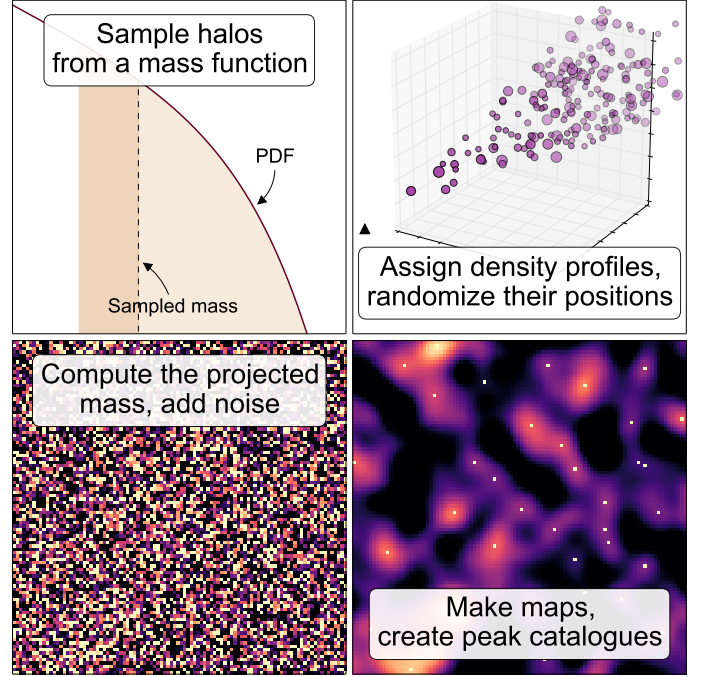 Sample halos
from a mass function
PDF
Sampled mass
Assign density profiles,
randomize their positions
Compute the projected
mass, add noise
Make maps,
create peak catalogues